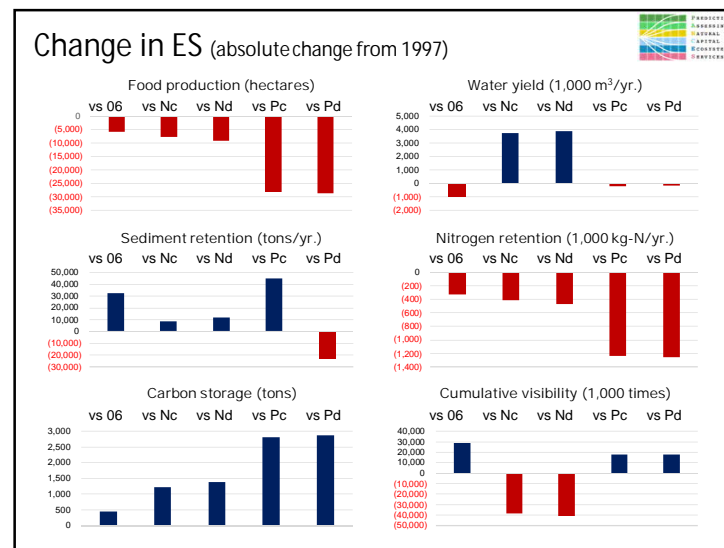 Change in ES (absolute change from 1997)
PREDICTI
ASSESSIN
NATURAL
CAPITAL
ECOSYSTE
SERVICES
Food production (hectares)
vs 06 vs Nc vs Nd vs Pc vs Pd
0
(5,000)
(10,000)
(15,000)
(20,000)
(25,000)
(30,000)
(35,000)
Water yield (1,000 m³/yr.)
vs 06 vs Nc vs Nd vs Pc vs Pd
5,000
4,000
3,000
2,000
1,000
0
(1,000)
(2,000)
Sediment retention (tons/yr.)
vs 06 vs Nc vs Nd vs Pc vs Pd
50,000
40,000
30,000
20,000
10,000
0
(10,000)
(20,000)
(30,000)
Nitrogen retention (1,000 kg-N/yr.)
vs 06 vs Nc vs Nd vs Pc vs Pd
0
(200)
(400)
(600)
(800)
(1,000)
(1,200)
(1,400)
Carbon storage (tons)
vs 06 vs Nc vs Nd vs Pc vs Pd
3,000
2,500
2,000
1,500
1,000
500
0
Cumulative visibility (1,000 times)
vs 06 vs Nc vs Nd vs Pc vs Pd
40,000
30,000
20,000
10,000
0
(10,000)
(20,000)
(30,000)
(40,000)
(50,000)